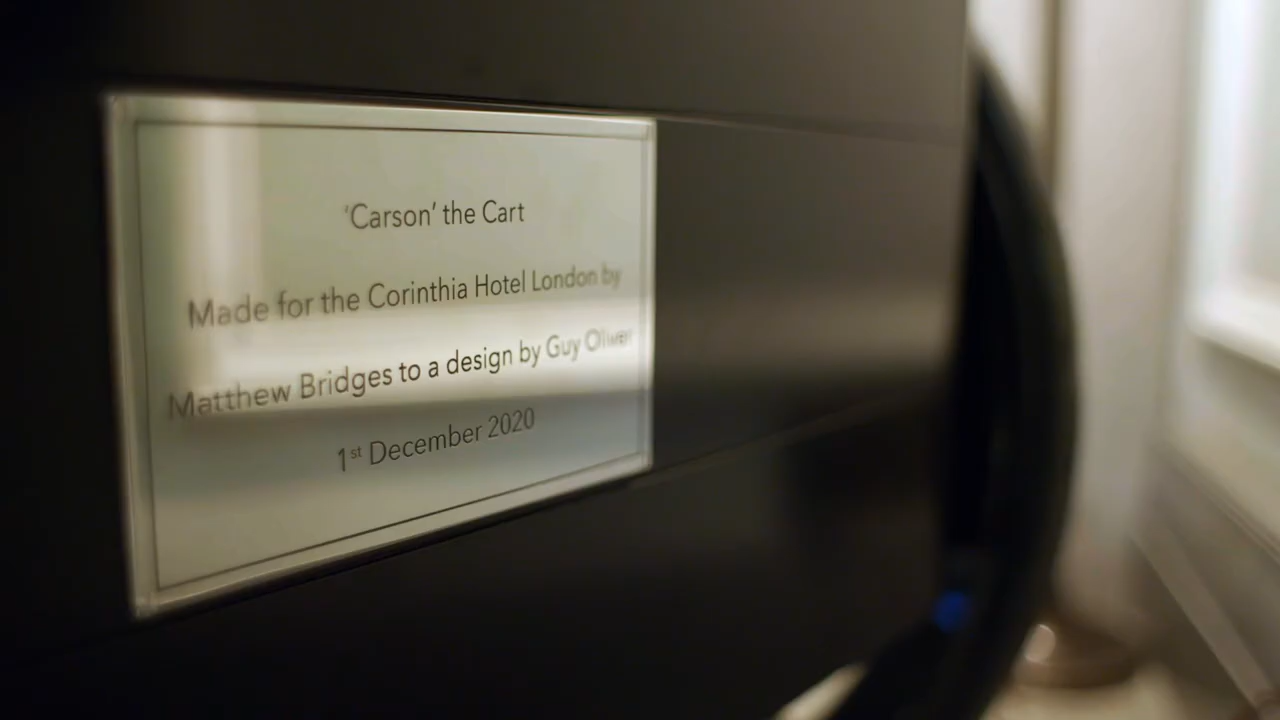 'Carson' the Cart
Made for the Corinthia Hotel London by
Matthew Bridges to a design by Guy Oliver
1st December 2020